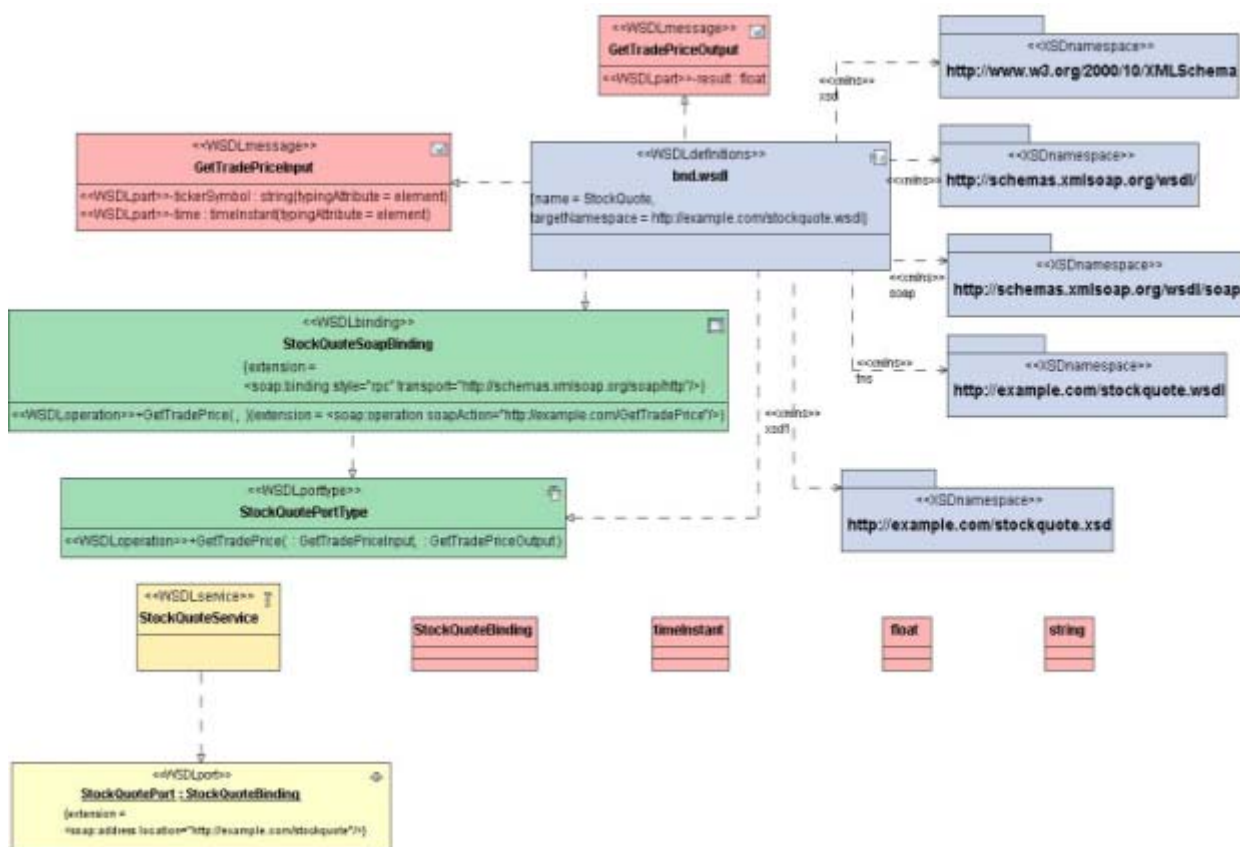 <<WSDLmessage>>
GetTradePriceOutput
<<WSDLpart>>-result : float
<<XSDnamespace>>
http://www.w3.org/2000/10/XMLSchema
<<xmlns>>
xsd
<<WSDLmessage>>
GetTradePriceInput
<<WSDLpart>>-tickerSymbol : string(typingAttribute = element)
<<WSDLpart>>-time : timeInstant(typingAttribute = element)
<<WSDLdefinitions>>
bnd.wsdl
{name = StockQuote,
targetNamespace = http://example.com/stockquote.wsdl}
<<xmlns>>
<<XSDnamespace>>
http://schemas.xmlsoap.org/wsdl/
<<xmlns>>
soap
<<XSDnamespace>>
http://schemas.xmlsoap.org/wsdl/soap
<<WSDLbinding>>
StockQuoteSoapBinding
{extension =
<soap:binding style="rpc" transport="http://schemas.xmlsoap.org/soap/http"/>}
<<WSDLoperation>>+GetTradePrice( , ){extension = <soap:operation soapAction="http://example.com/GetTradePrice"/>}
<<xmlns>>
tns
<<XSDnamespace>>
http://example.com/stockquote.wsdl
<<xmlns>>
xsd1
<<WSDLporttype>>
StockQuotePortType
<<WSDLoperation>>+GetTradePrice( : GetTradePriceInput, : GetTradePriceOutput)
<<XSDnamespace>>
http://example.com/stockquote.xsd
<<WSDLservice>>
StockQuoteService
StockQuoteBinding
timeInstant
float
string
<<WSDLport>>
StockQuotePort : StockQuoteBinding
{extension =
<soap:address location="http://example.com/stockquote"/>}